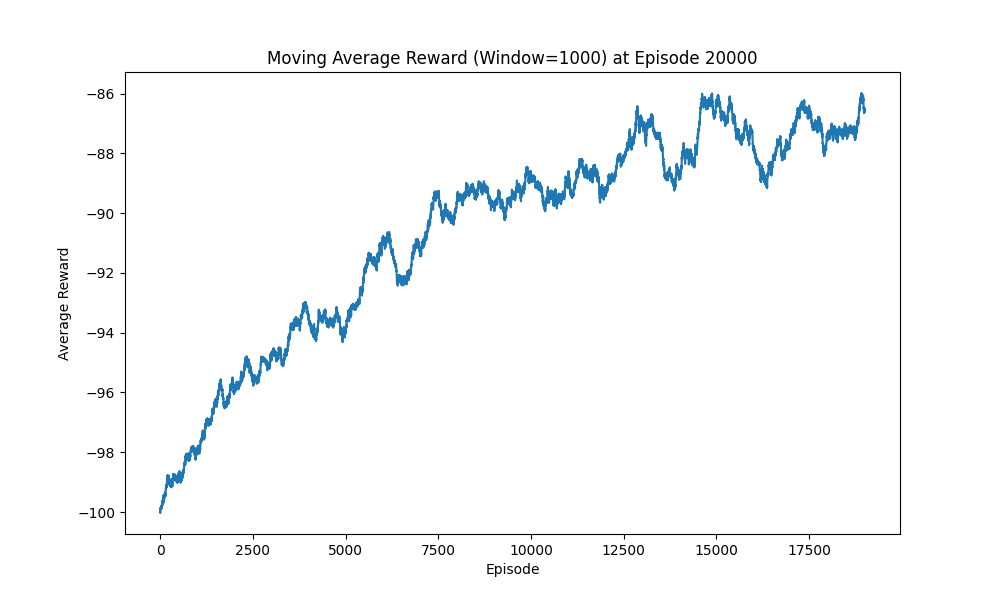 Moving Average Reward (Window=1000) at Episode 20000
Average Reward
−86
−88
−90
−92
−94
−96
−98
−100
0 2500 5000 7500 10000 12500 15000 17500
Episode